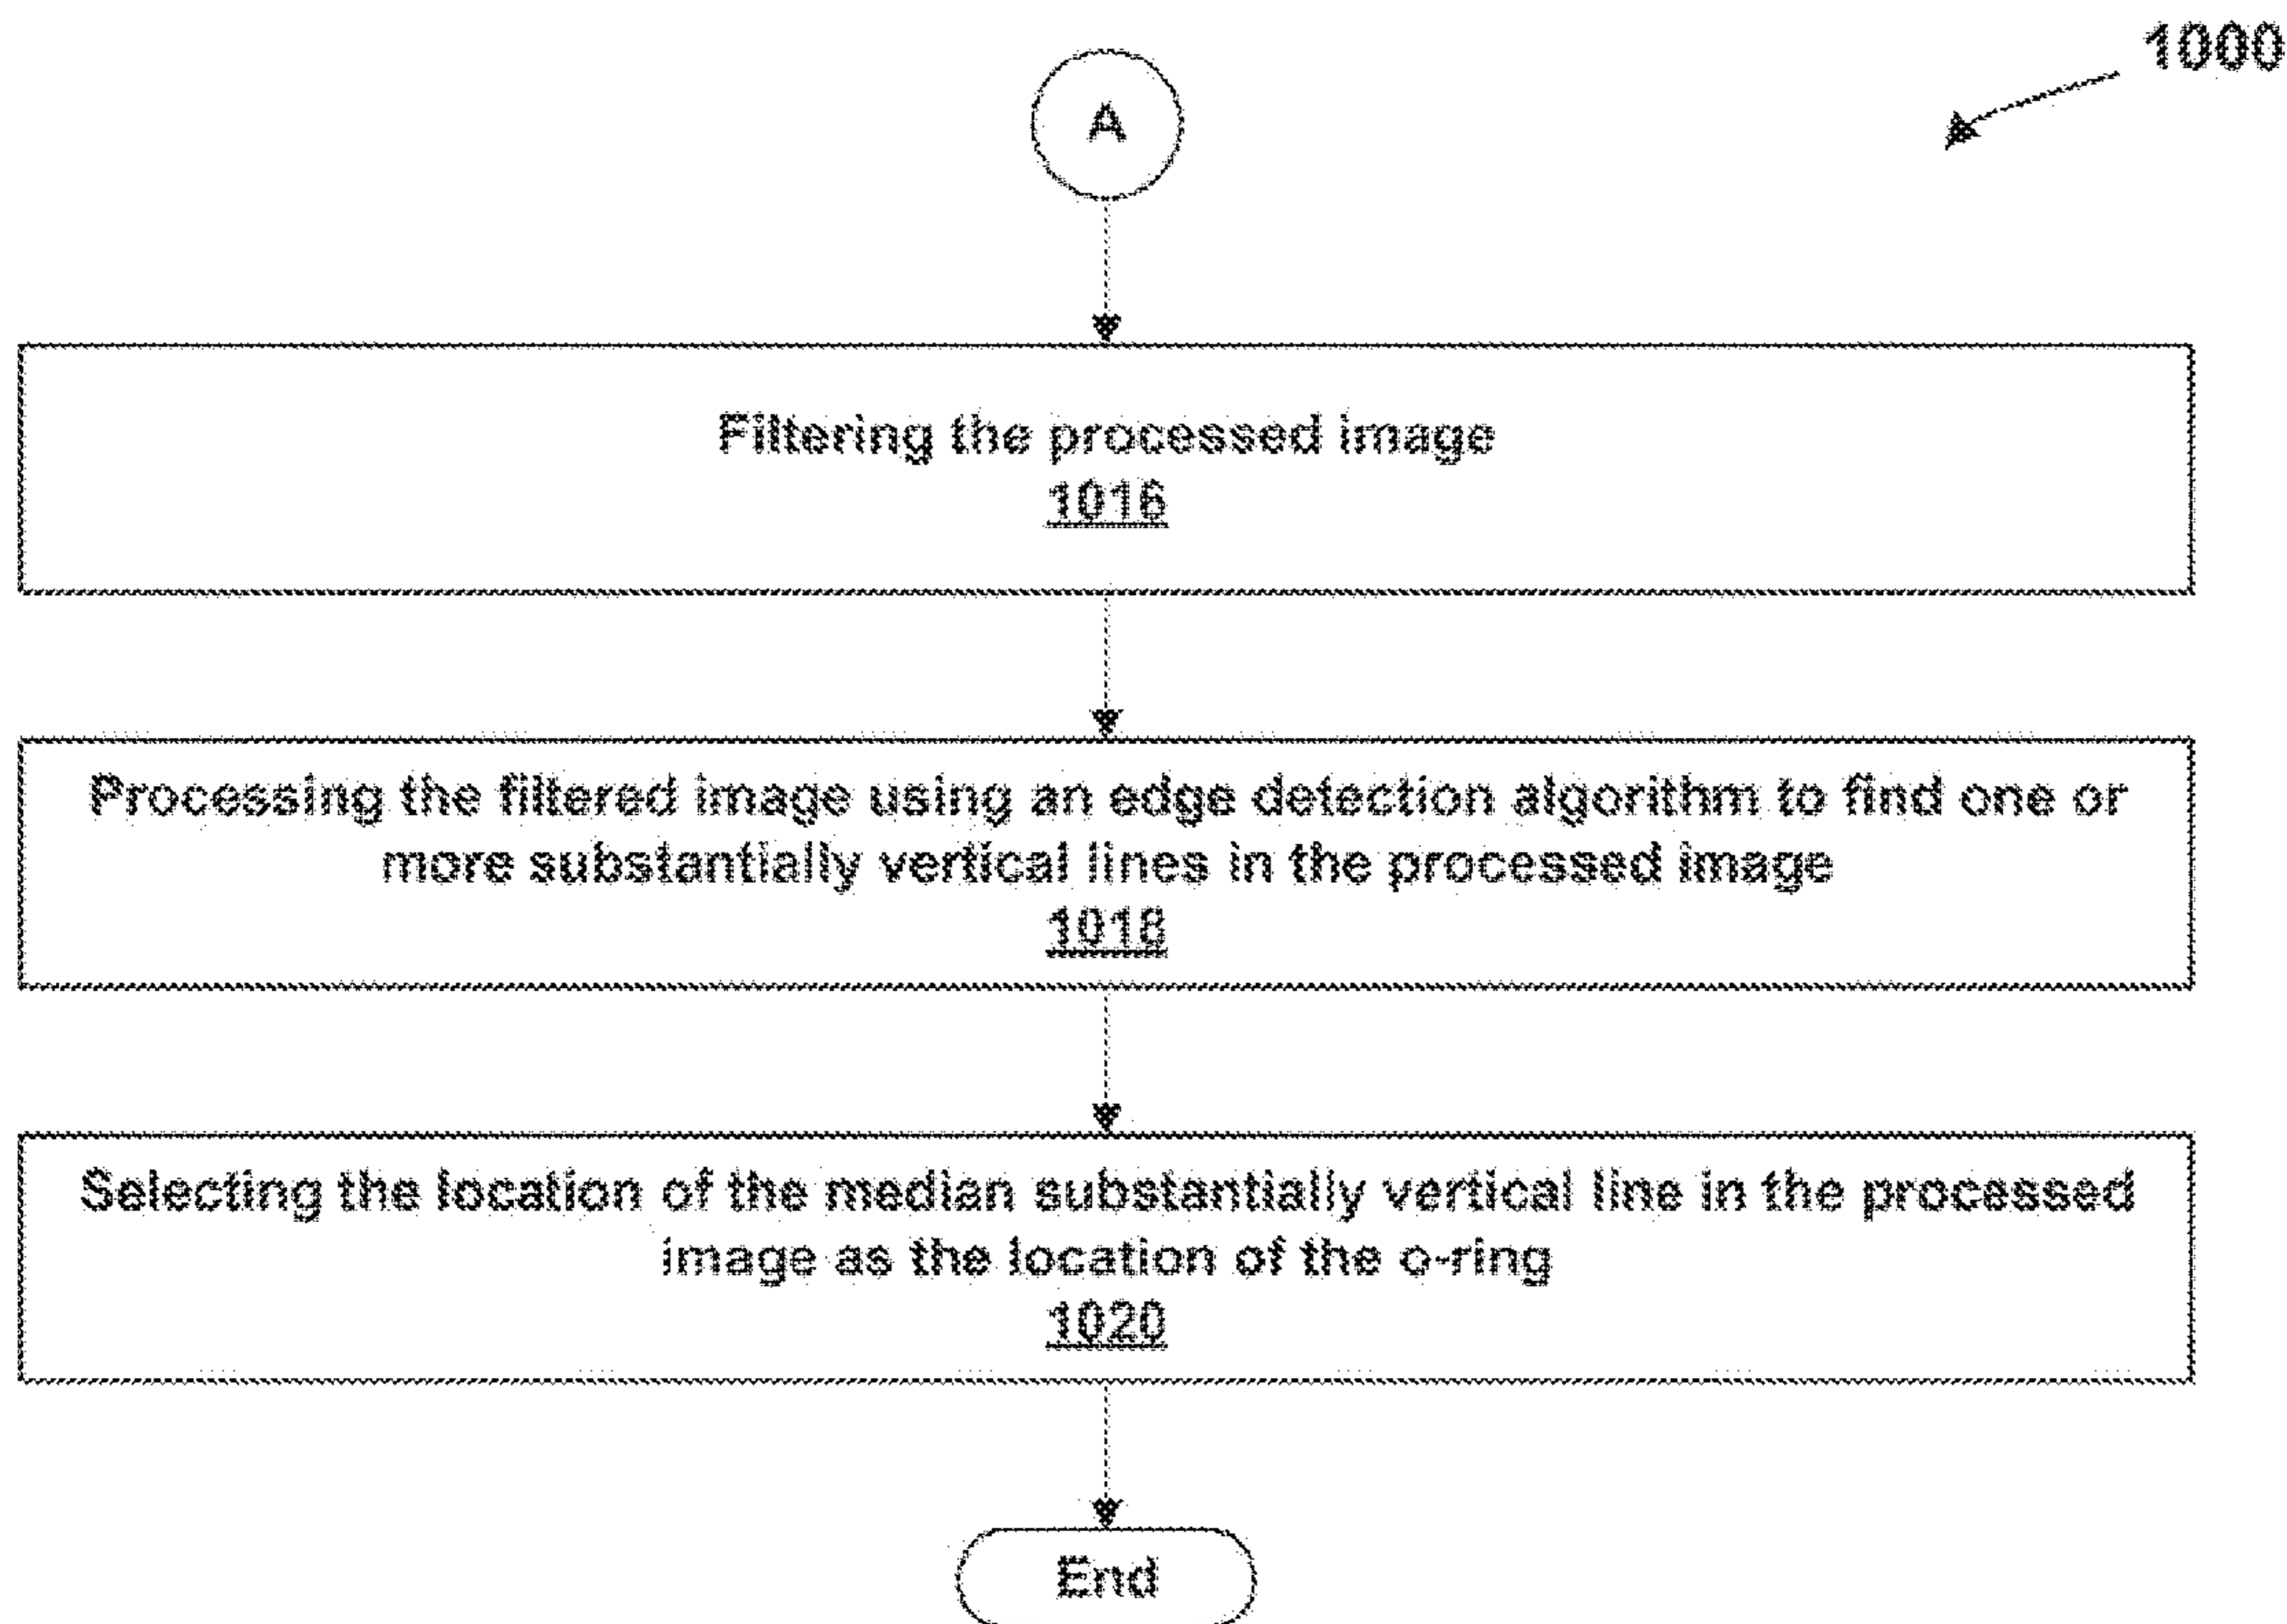 1000
A
Filtering the processed image
1016
Processing the filtered image using an edge detection algorithm to find one or
more substantially vertical lines in the processed image
1018
Selecting the location of the median substantially vertical line in the processed
image as the location of the o-ring
1020
End